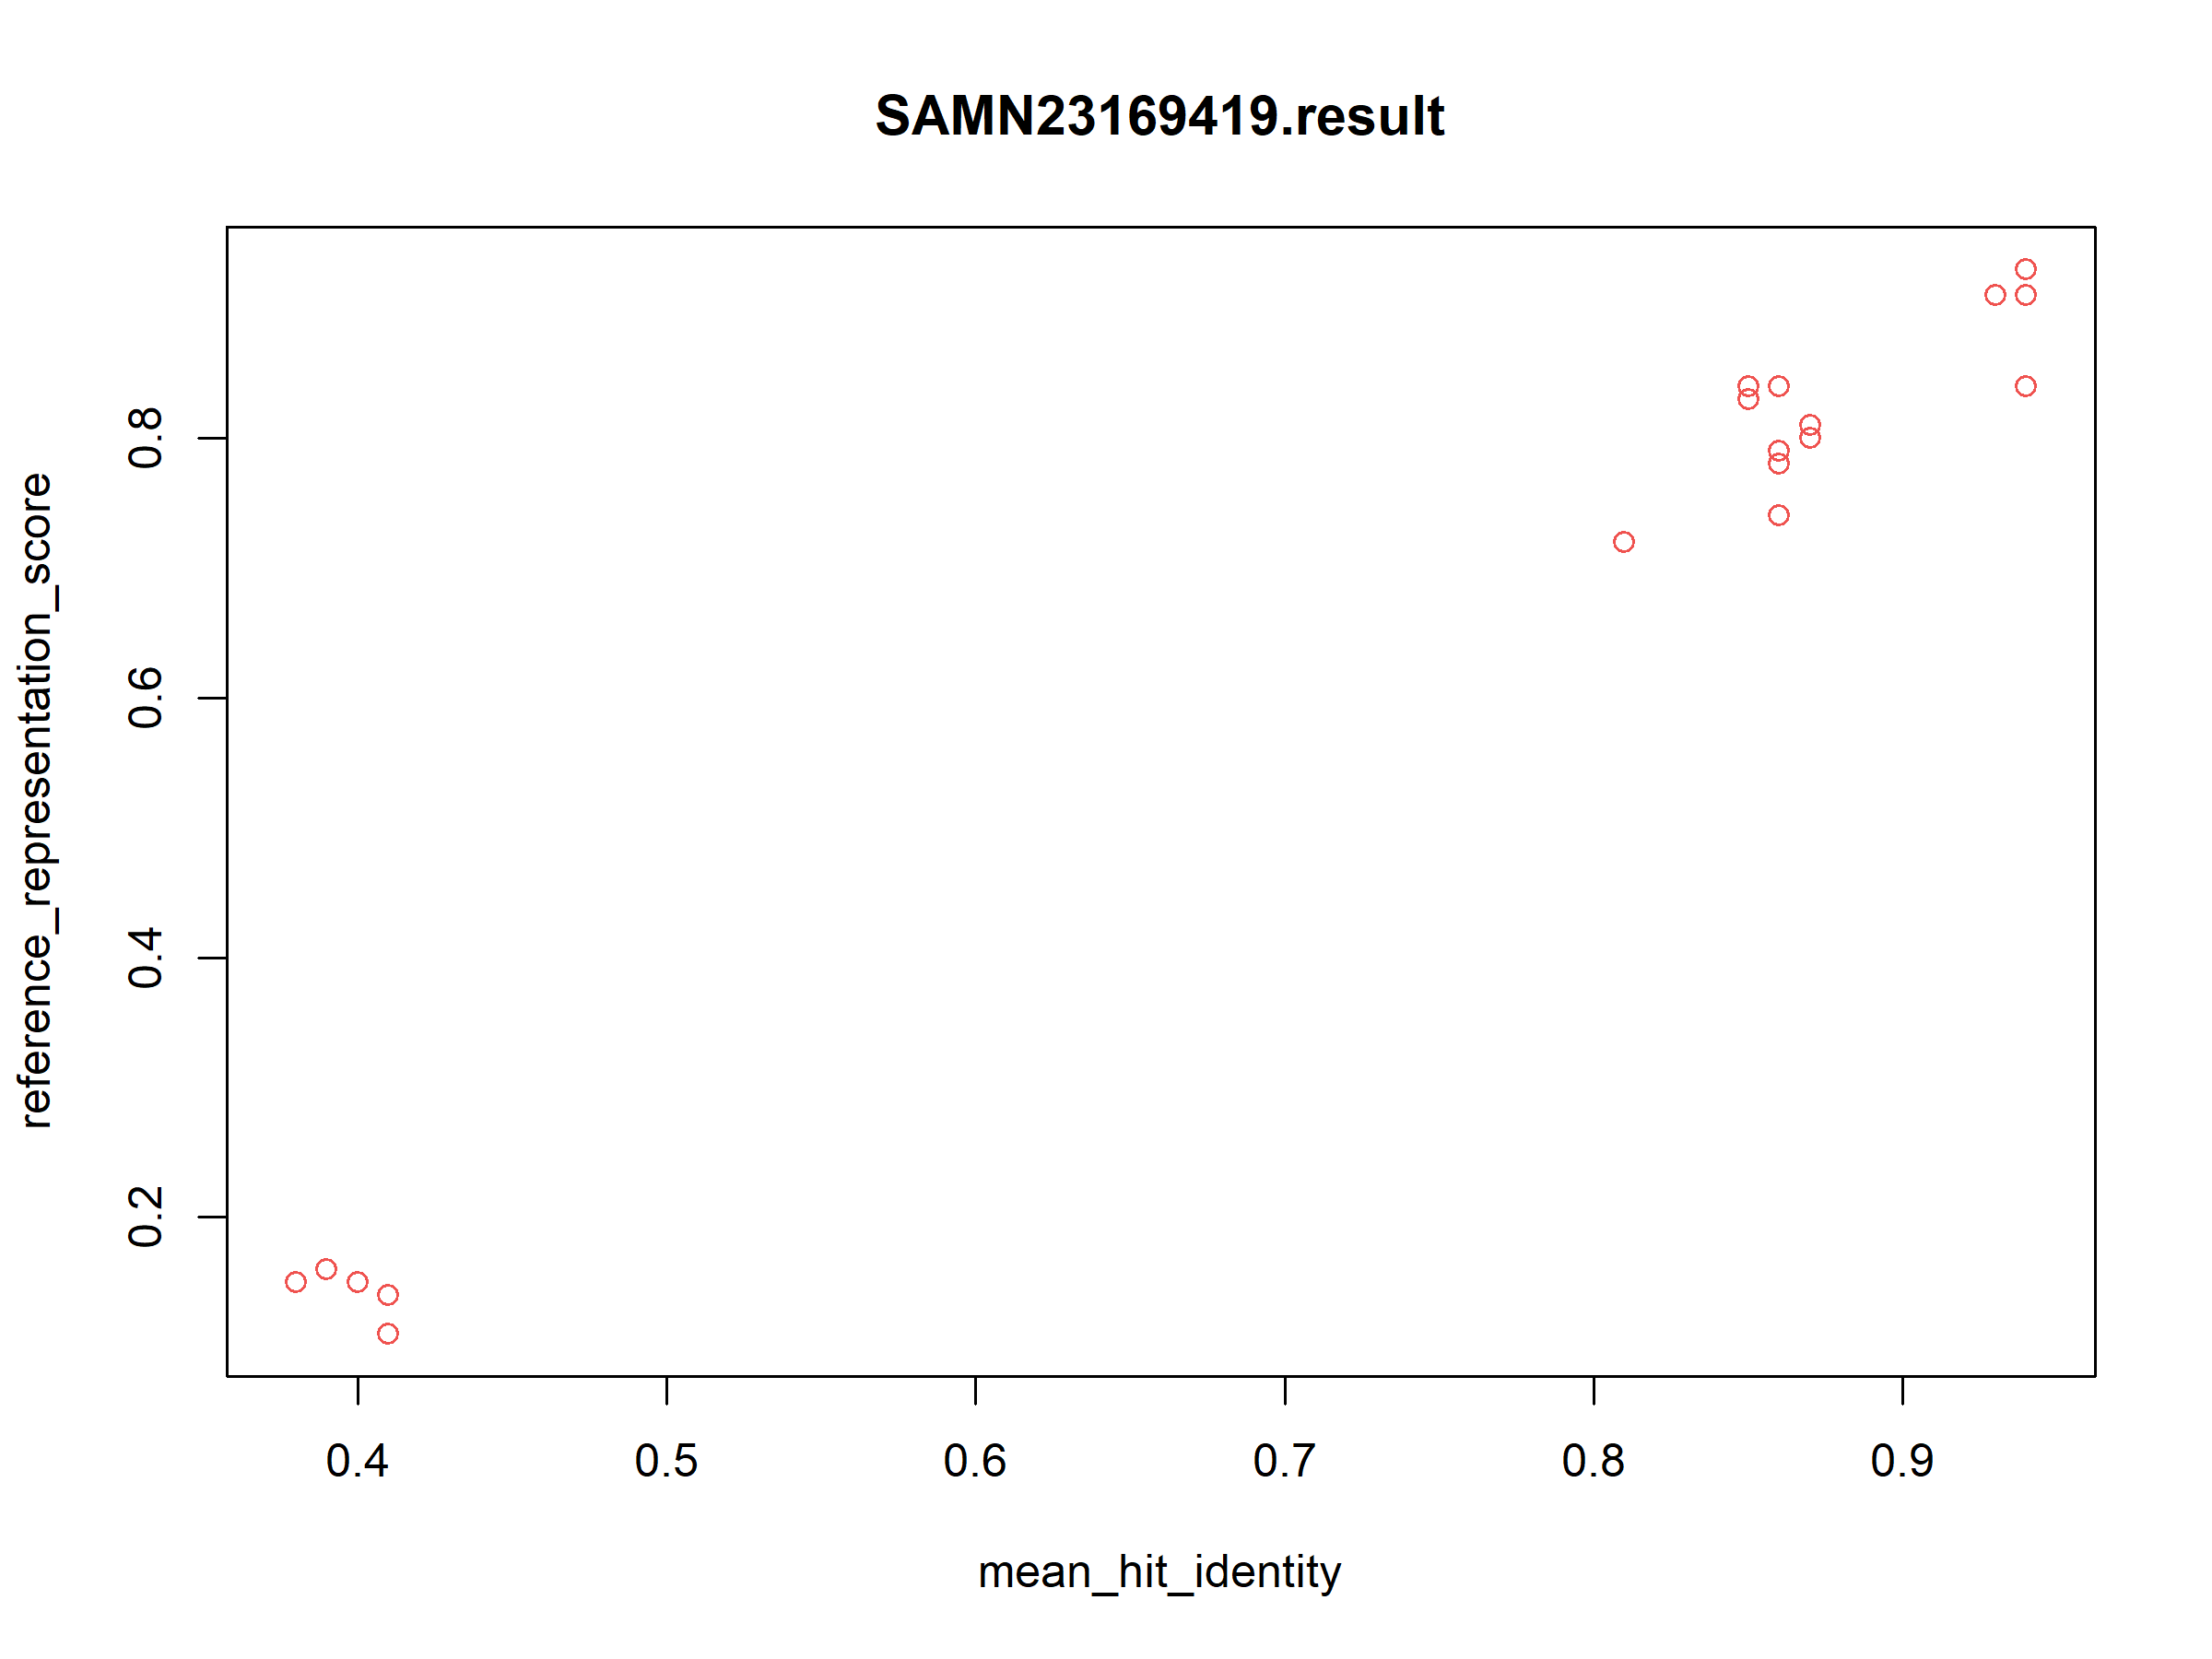 SAMN23169419.result
reference_representation_score
0.8
0.6
0.4
0.2
0.4 0.5 0.6 0.7 0.8 0.9
mean_hit_identity